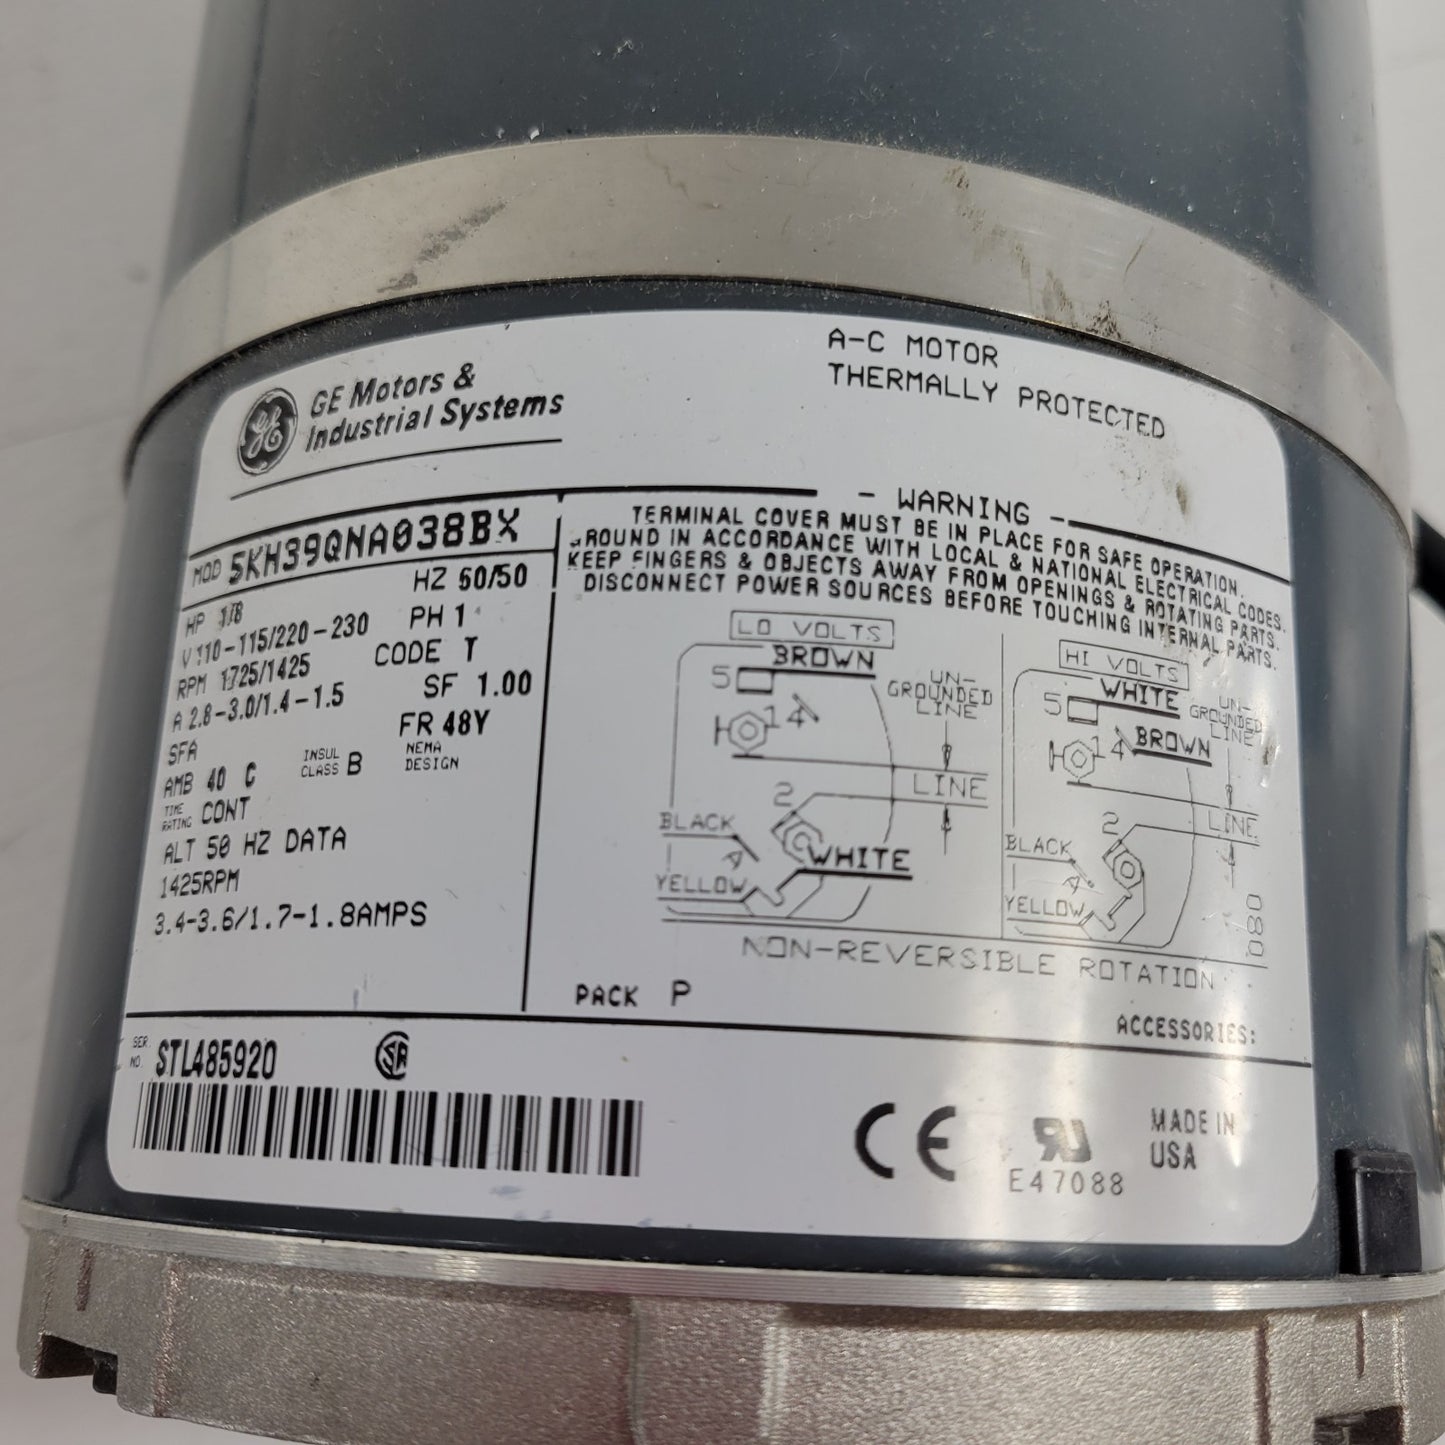 GE
GE Motors &
Industrial Systems
A-C MOTOR
THERMALLY PROTECTED
MOD 5KH39QNA038BX
HP 1/8
HZ 60/50
V 110-115/220-230
PH 1
RPM 1725/1425
CODE T
A 2.8-3.0/1.4-1.5
SF 1.00
SFA
FR 48Y
AMB 40 C
INSUL CLASS B
NEMA DESIGN
TIME RATING CONT
ALT 50 HZ DATA
1425RPM
3.4-3.6/1.7-1.8AMPS
- WARNING -
TERMINAL COVER MUST BE IN PLACE FOR SAFE OPERATION.
GROUND IN ACCORDANCE WITH LOCAL & NATIONAL ELECTRICAL CODES.
KEEP FINGERS & OBJECTS AWAY FROM OPENINGS & ROTATING PARTS.
DISCONNECT POWER SOURCES BEFORE TOUCHING INTERNAL PARTS.
LO VOLTS
BROWN
5
14
UN-
GROUNDED
LINE
LINE
2
BLACK
WHITE
YELLOW
HI VOLTS
WHITE
5
14
BROWN
UN-
GROUNDED
LINE
LINE
2
BLACK
YELLOW
080
NON-REVERSIBLE ROTATION
PACK P
ACCESSORIES:
SER. NO. STL485920
CSA
CE
RU
E47088
MADE IN
USA